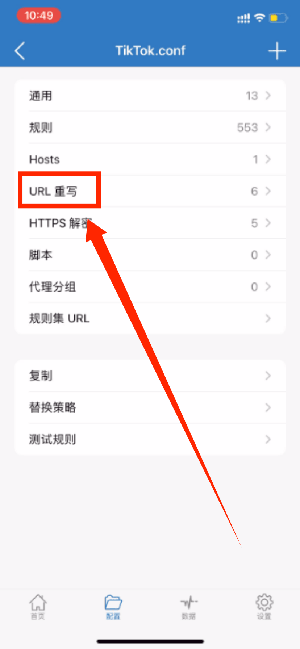 10:49
TikTok.conf
通用 13
规则 553
Hosts 1
URL 重写 6
HTTPS 解密 5
脚本 0
代理分组 0
规则集 URL
复制
替换策略
测试规则
首页 配置 数据 设置